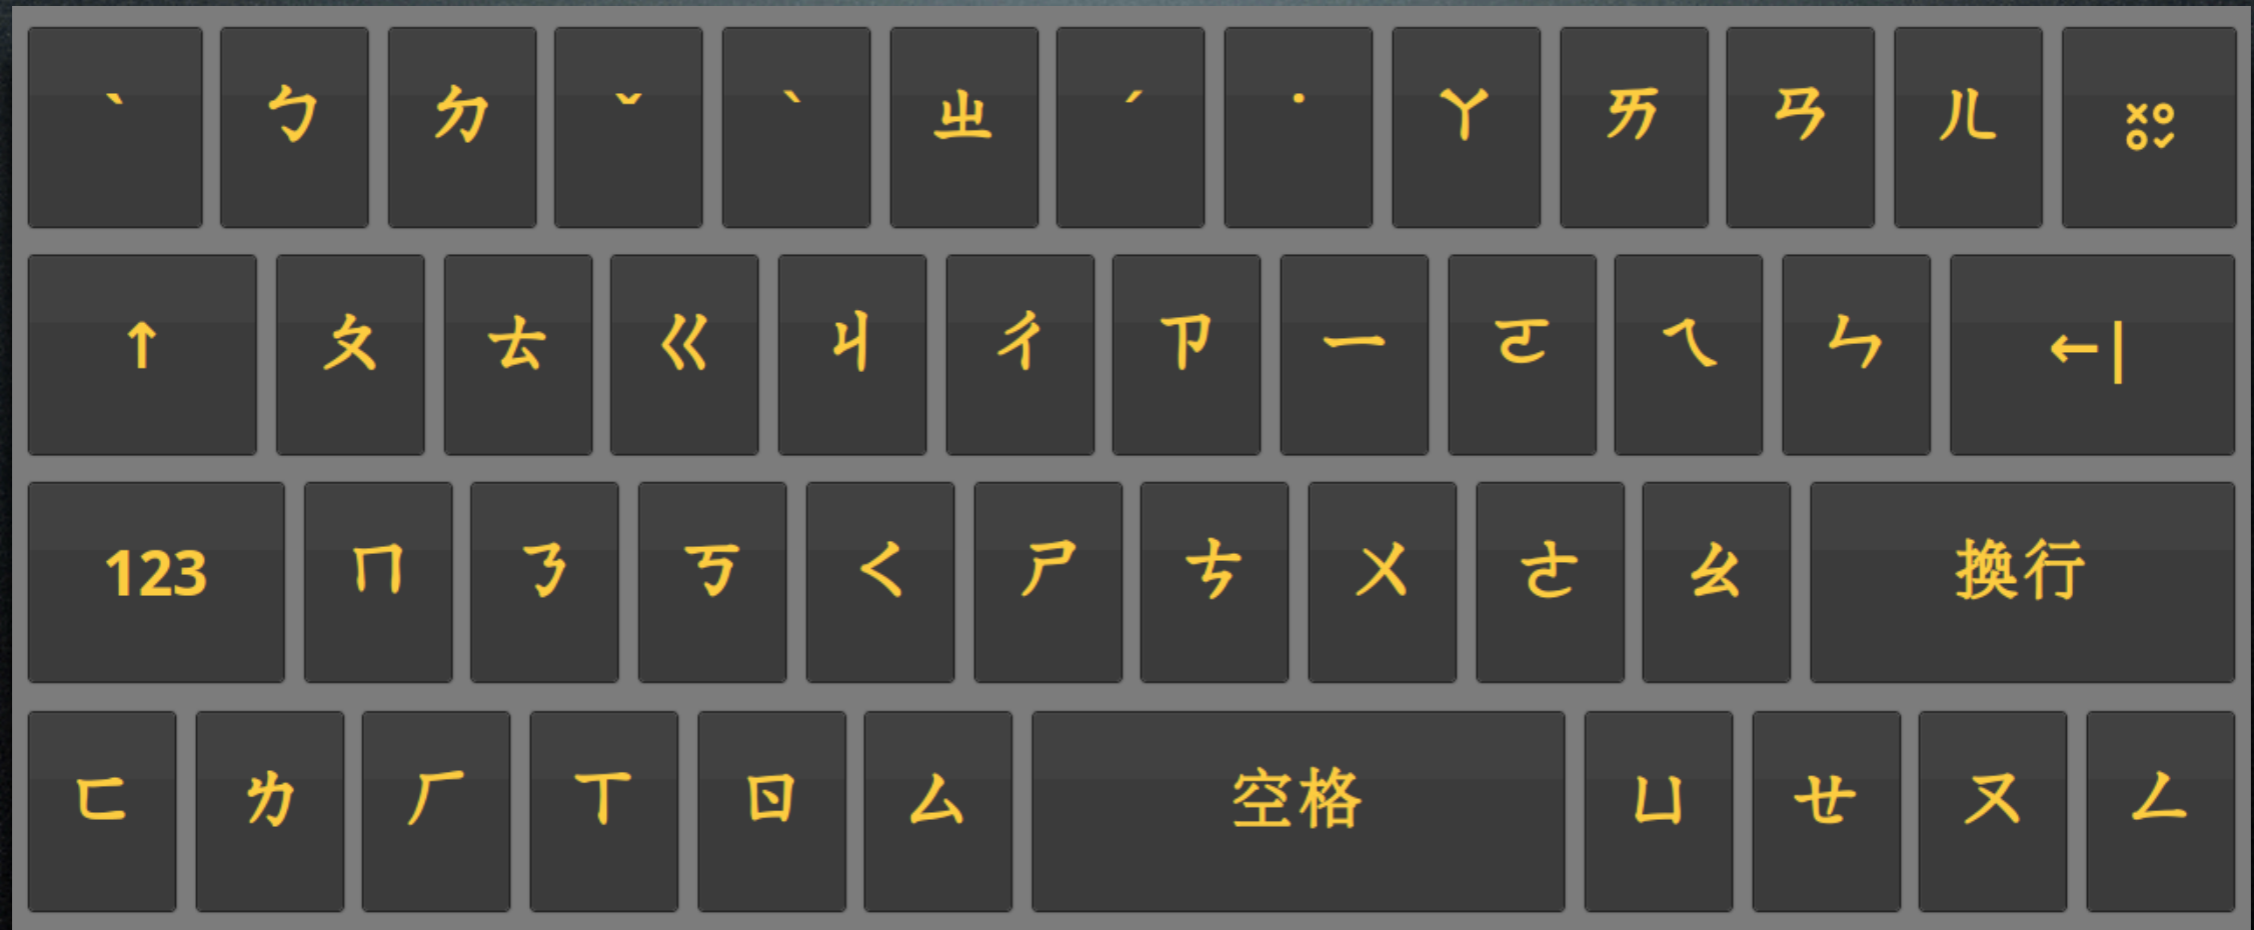 ˋ ㄅ ㄉ ˇ ˋ ㄓ ˊ ˙ ㄚ ㄞ ㄢ ㄦ
↑ ㄆ ㄊ ㄍ ㄐ ㄔ ㄗ ㄧ ㄛ ㄟ ㄣ ←|
123 ㄇ ㄋ ㄎ ㄑ ㄕ ㄘ ㄨ ㄜ ㄠ 換行
ㄈ ㄌ ㄏ ㄒ ㄖ ㄙ 空格 ㄩ ㄝ ㄡ ㄥ